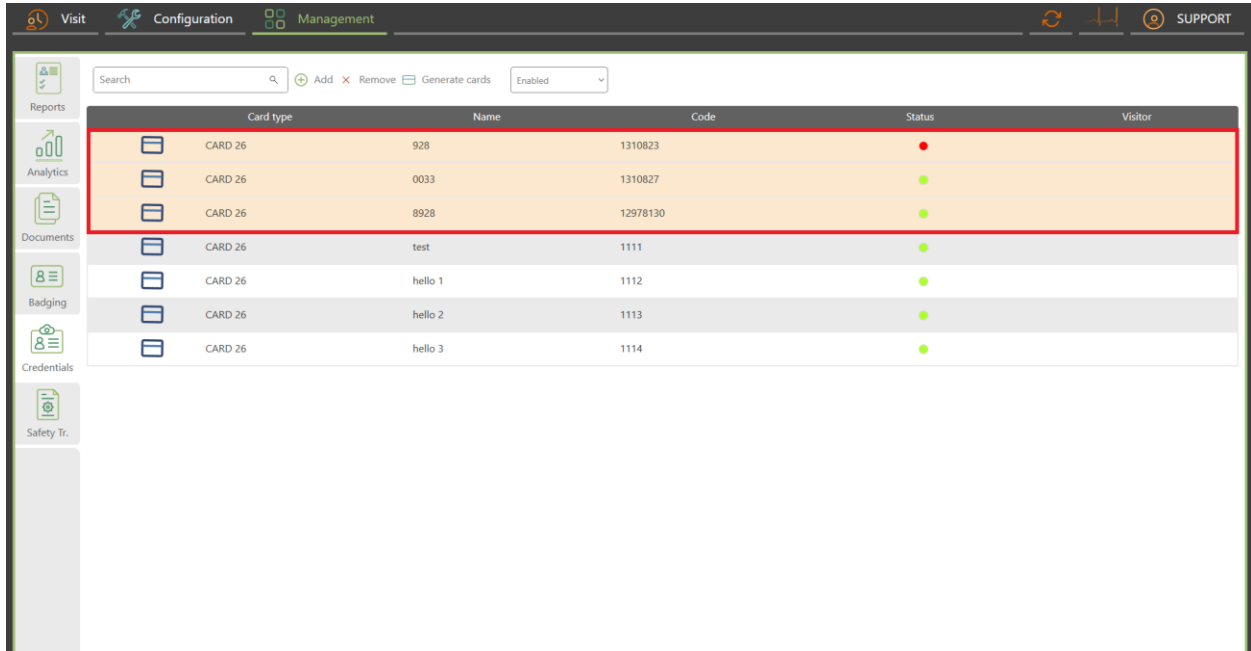 Visit Configuration Management SUPPORT
Reports
Analytics
Documents
Badging
Credentials
Safety Tr.
Search Add Remove Generate cards Enabled
Card type Name Code Status Visitor
CARD 26 928 1310823
CARD 26 0033 1310827
CARD 26 8928 12978130
CARD 26 test 1111
CARD 26 hello 1 1112
CARD 26 hello 2 1113
CARD 26 hello 3 1114